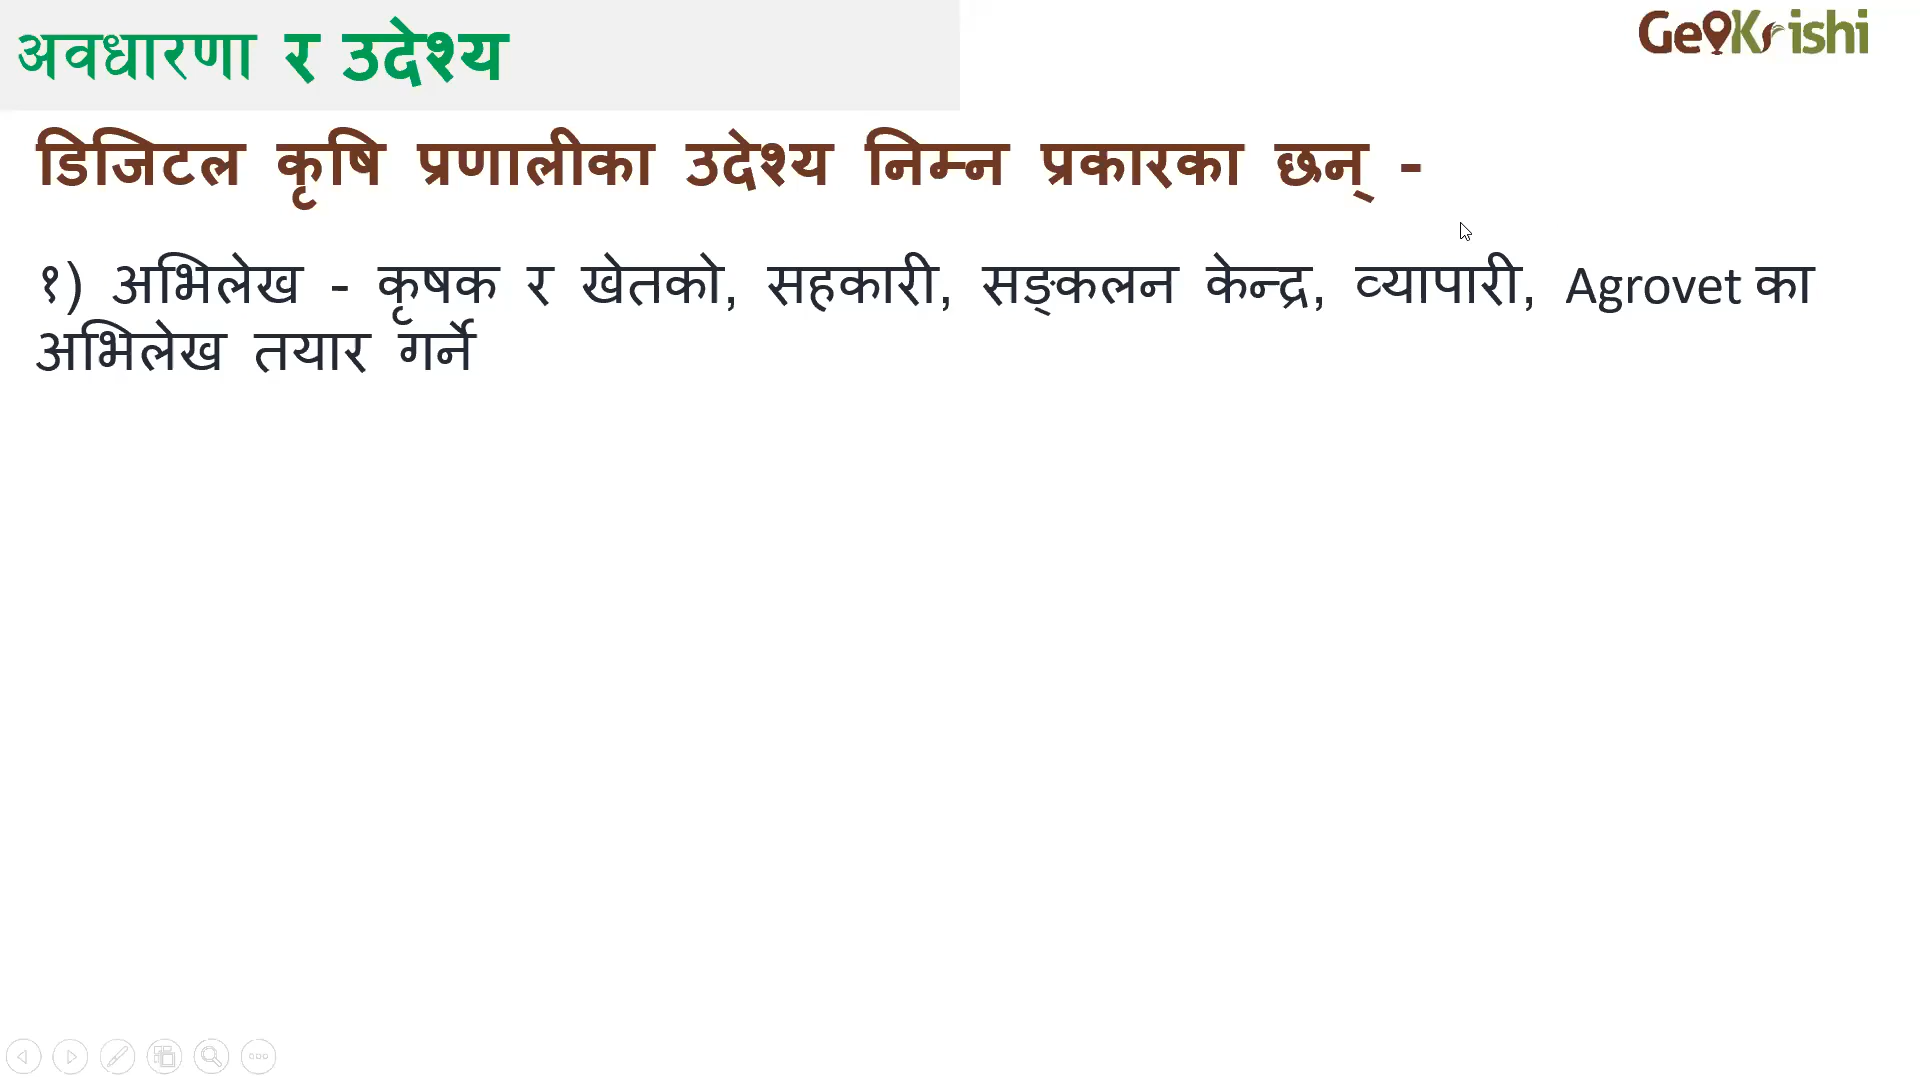 अवधारणा र उदेश्य
GeoKrishi
डिजिटल कृषि प्रणालीका उदेश्य निम्न प्रकारका छन् -
१) अभिलेख - कृषक र खेतको, सहकारी, सङ्कलन केन्द्र, व्यापारी, Agrovet का
अभिलेख तयार गर्ने